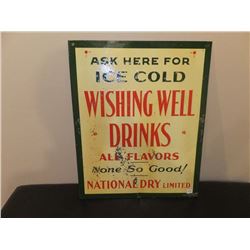 ASK HERE FOR
ICE COLD
WISHING WELL
DRINKS
ALL FLAVORS
None So Good!
NATIONAL DRY LIMITED